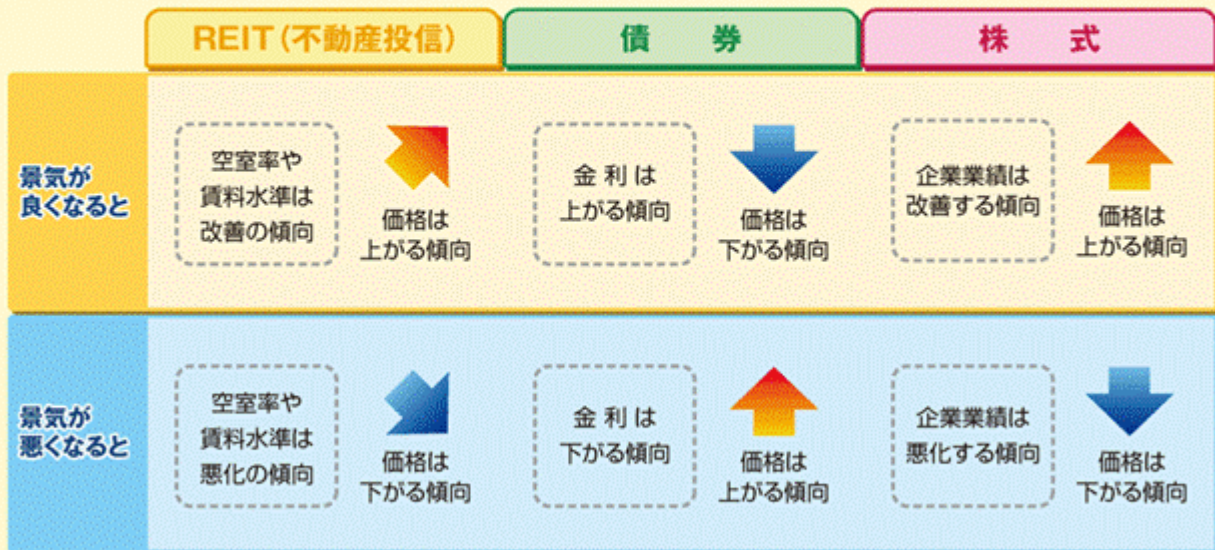 REIT(不動産投信)
債 券
株 式
景気が
良くなると
空室率や
賃料水準は
改善の傾向
価格は
上がる傾向
金利は
上がる傾向
価格は
下がる傾向
企業業績は
改善する傾向
価格は
上がる傾向
景気が
悪くなると
空室率や
賃料水準は
悪化の傾向
価格は
下がる傾向
金利は
下がる傾向
価格は
上がる傾向
企業業績は
悪化する傾向
価格は
下がる傾向